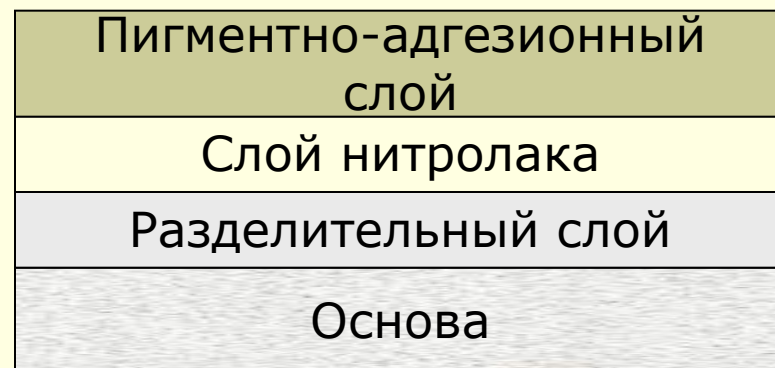 Пигментно-адгезионный
слой
Слой нитролака
Разделительный слой
Основа